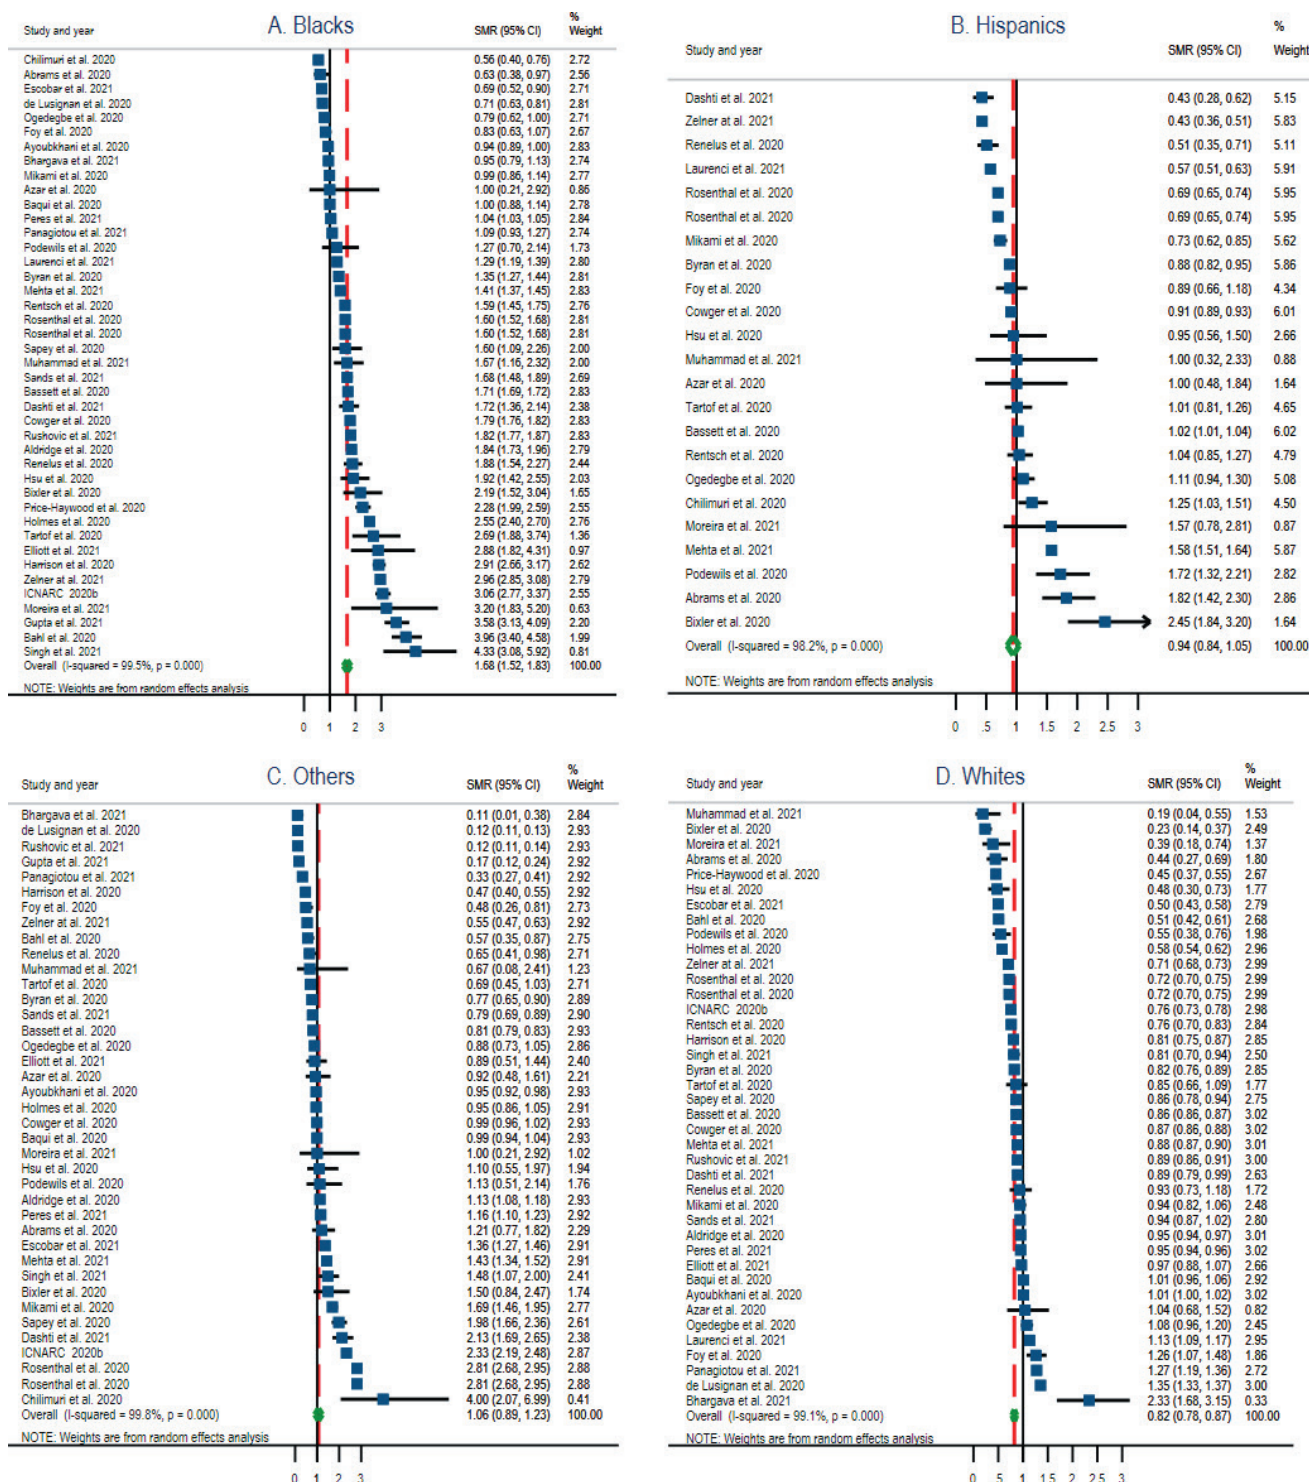 A. Blacks
Study and year SMR (95% CI) % Weight
Chilimuri et al. 2020 0.56 (0.40, 0.76) 2.72
Abrams et al. 2020 0.63 (0.38, 0.97) 2.56
Escobar et al. 2021 0.69 (0.52, 0.90) 2.71
de Lusignan et al. 2020 0.71 (0.63, 0.81) 2.81
Ogedegbe et al. 2020 0.79 (0.62, 1.00) 2.71
Foy et al. 2020 0.83 (0.63, 1.07) 2.67
Ayoubkhani et al. 2020 0.94 (0.89, 1.00) 2.83
Bhargava et al. 2021 0.95 (0.79, 1.13) 2.74
Mikami et al. 2020 0.99 (0.86, 1.14) 2.77
Azar et al. 2020 1.00 (0.21, 2.92) 0.86
Baqui et al. 2020 1.00 (0.88, 1.14) 2.78
Peres et al. 2021 1.04 (1.03, 1.05) 2.84
Panagiotou et al. 2021 1.09 (0.93, 1.27) 2.74
Podewils et al. 2020 1.27 (0.70, 2.14) 1.73
Laurenci et al. 2021 1.29 (1.19, 1.39) 2.80
Byran et al. 2020 1.35 (1.27, 1.44) 2.81
Mehta et al. 2021 1.41 (1.37, 1.45) 2.83
Rentsch et al. 2020 1.59 (1.45, 1.75) 2.76
Rosenthal et al. 2020 1.60 (1.52, 1.68) 2.81
Rosenthal et al. 2020 1.60 (1.52, 1.68) 2.81
Sapey et al. 2020 1.60 (1.09, 2.26) 2.00
Muhammad et al. 2021 1.67 (1.16, 2.32) 2.00
Sands et al. 2021 1.68 (1.48, 1.89) 2.69
Bassett et al. 2020 1.71 (1.69, 1.72) 2.83
Dashti et al. 2021 1.72 (1.36, 2.14) 2.38
Cowger et al. 2020 1.79 (1.76, 1.82) 2.83
Rushovic et al. 2021 1.82 (1.77, 1.87) 2.83
Aldridge et al. 2020 1.84 (1.73, 1.96) 2.79
Renelus et al. 2020 1.88 (1.54, 2.27) 2.44
Hsu et al. 2020 1.92 (1.42, 2.55) 2.03
Bixler et al. 2020 2.19 (1.52, 3.04) 1.65
Price-Haywood et al. 2020 2.28 (1.99, 2.59) 2.55
Holmes et al. 2020 2.55 (2.40, 2.70) 2.76
Tartof et al. 2020 2.69 (1.88, 3.74) 1.36
Elliott et al. 2021 2.88 (1.82, 4.31) 0.97
Harrison et al. 2020 2.91 (2.66, 3.17) 2.62
Zelner at al. 2021 2.96 (2.85, 3.08) 2.79
ICNARC 2020b 3.06 (2.77, 3.37) 2.55
Moreira et al. 2021 3.20 (1.83, 5.20) 0.63
Gupta et al. 2021 3.58 (3.13, 4.09) 2.20
Bahl et al. 2020 3.96 (3.40, 4.58) 1.99
Singh et al. 2021 4.33 (3.08, 5.92) 0.81
Overall (I-squared = 99.5%, p = 0.000) 1.68 (1.52, 1.83) 100.00
NOTE: Weights are from random effects analysis
0 1 2 3
B. Hispanics
Study and year SMR (95% CI) % Weight
Dashti et al. 2021 0.43 (0.28, 0.62) 5.15
Zelner at al. 2021 0.43 (0.36, 0.51) 5.83
Renelus et al. 2020 0.51 (0.35, 0.71) 5.11
Laurenci et al. 2021 0.57 (0.51, 0.63) 5.91
Rosenthal et al. 2020 0.69 (0.65, 0.74) 5.95
Rosenthal et al. 2020 0.69 (0.65, 0.74) 5.95
Mikami et al. 2020 0.73 (0.62, 0.85) 5.62
Byran et al. 2020 0.88 (0.82, 0.95) 5.86
Foy et al. 2020 0.89 (0.66, 1.18) 4.34
Cowger et al. 2020 0.91 (0.89, 0.93) 6.01
Hsu et al. 2020 0.95 (0.56, 1.50) 2.66
Muhammad et al. 2021 1.00 (0.32, 2.33) 0.88
Azar et al. 2020 1.00 (0.48, 1.84) 1.64
Tartof et al. 2020 1.01 (0.81, 1.26) 4.65
Bassett et al. 2020 1.02 (1.01, 1.04) 6.02
Rentsch et al. 2020 1.04 (0.85, 1.27) 4.79
Ogedegbe et al. 2020 1.11 (0.94, 1.30) 5.08
Chilimuri et al. 2020 1.25 (1.03, 1.51) 4.50
Moreira et al. 2021 1.57 (0.78, 2.81) 0.87
Mehta et al. 2021 1.58 (1.51, 1.64) 5.87
Podewils et al. 2020 1.72 (1.32, 2.21) 2.82
Abrams et al. 2020 1.82 (1.42, 2.30) 2.86
Bixler et al. 2020 2.45 (1.84, 3.20) 1.64
Overall (I-squared = 98.2%, p = 0.000) 0.94 (0.84, 1.05) 100.00
NOTE: Weights are from random effects analysis
0 .5 1 1.5 2 2.5 3
C. Others
Study and year SMR (95% CI) % Weight
Bhargava et al. 2021 0.11 (0.01, 0.38) 2.84
de Lusignan et al. 2020 0.12 (0.11, 0.13) 2.93
Rushovic et al. 2021 0.12 (0.11, 0.14) 2.93
Gupta et al. 2021 0.17 (0.12, 0.24) 2.92
Panagiotou et al. 2021 0.33 (0.27, 0.41) 2.92
Harrison et al. 2020 0.47 (0.40, 0.55) 2.92
Foy et al. 2020 0.48 (0.26, 0.81) 2.73
Zelner at al. 2021 0.55 (0.47, 0.63) 2.92
Bahl et al. 2020 0.57 (0.35, 0.87) 2.75
Renelus et al. 2020 0.65 (0.41, 0.98) 2.71
Muhammad et al. 2021 0.67 (0.08, 2.41) 1.23
Tartof et al. 2020 0.69 (0.45, 1.03) 2.71
Byran et al. 2020 0.77 (0.65, 0.90) 2.89
Sands et al. 2021 0.79 (0.69, 0.89) 2.90
Bassett et al. 2020 0.81 (0.79, 0.83) 2.93
Ogedegbe et al. 2020 0.88 (0.73, 1.05) 2.86
Elliott et al. 2021 0.89 (0.51, 1.44) 2.40
Azar et al. 2020 0.92 (0.48, 1.61) 2.21
Ayoubkhani et al. 2020 0.95 (0.92, 0.98) 2.93
Holmes et al. 2020 0.95 (0.86, 1.05) 2.91
Cowger et al. 2020 0.99 (0.96, 1.02) 2.93
Baqui et al. 2020 0.99 (0.94, 1.04) 2.93
Moreira et al. 2021 1.00 (0.21, 2.92) 1.02
Hsu et al. 2020 1.10 (0.55, 1.97) 1.94
Podewils et al. 2020 1.13 (0.51, 2.14) 1.76
Aldridge et al. 2020 1.13 (1.08, 1.18) 2.93
Peres et al. 2021 1.16 (1.10, 1.23) 2.92
Abrams et al. 2020 1.21 (0.77, 1.82) 2.29
Escobar et al. 2021 1.36 (1.27, 1.46) 2.91
Mehta et al. 2021 1.43 (1.34, 1.52) 2.91
Singh et al. 2021 1.48 (1.07, 2.00) 2.41
Bixler et al. 2020 1.50 (0.84, 2.47) 1.74
Mikami et al. 2020 1.69 (1.46, 1.95) 2.77
Sapey et al. 2020 1.98 (1.66, 2.36) 2.61
Dashti et al. 2021 2.13 (1.69, 2.65) 2.38
ICNARC 2020b 2.33 (2.19, 2.48) 2.87
Rosenthal et al. 2020 2.81 (2.68, 2.95) 2.88
Rosenthal et al. 2020 2.81 (2.68, 2.95) 2.88
Chilimuri et al. 2020 4.00 (2.07, 6.99) 0.41
Overall (I-squared = 99.8%, p = 0.000) 1.06 (0.89, 1.23) 100.00
NOTE: Weights are from random effects analysis
0 1 2 3
D. Whites
Study and year SMR (95% CI) % Weight
Muhammad et al. 2021 0.19 (0.04, 0.55) 1.53
Bixler et al. 2020 0.23 (0.14, 0.37) 2.49
Moreira et al. 2021 0.39 (0.18, 0.74) 1.37
Abrams et al. 2020 0.44 (0.27, 0.69) 1.80
Price-Haywood et al. 2020 0.45 (0.37, 0.55) 2.67
Hsu et al. 2020 0.48 (0.30, 0.73) 1.77
Escobar et al. 2021 0.50 (0.43, 0.58) 2.79
Bahl et al. 2020 0.51 (0.42, 0.61) 2.68
Podewils et al. 2020 0.55 (0.38, 0.76) 1.98
Holmes et al. 2020 0.58 (0.54, 0.62) 2.96
Zelner at al. 2021 0.71 (0.68, 0.73) 2.99
Rosenthal et al. 2020 0.72 (0.70, 0.75) 2.99
Rosenthal et al. 2020 0.72 (0.70, 0.75) 2.99
ICNARC 2020b 0.76 (0.73, 0.78) 2.98
Rentsch et al. 2020 0.76 (0.70, 0.83) 2.84
Harrison et al. 2020 0.81 (0.75, 0.87) 2.85
Singh et al. 2021 0.81 (0.70, 0.94) 2.50
Byran et al. 2020 0.82 (0.76, 0.89) 2.85
Tartof et al. 2020 0.85 (0.66, 1.09) 1.77
Sapey et al. 2020 0.86 (0.78, 0.94) 2.75
Bassett et al. 2020 0.86 (0.86, 0.87) 3.02
Cowger et al. 2020 0.87 (0.86, 0.88) 3.02
Mehta et al. 2021 0.88 (0.87, 0.90) 3.01
Rushovic et al. 2021 0.89 (0.86, 0.91) 3.00
Dashti et al. 2021 0.89 (0.79, 0.99) 2.63
Renelus et al. 2020 0.93 (0.73, 1.18) 1.72
Mikami et al. 2020 0.94 (0.82, 1.06) 2.48
Sands et al. 2021 0.94 (0.87, 1.02) 2.80
Aldridge et al. 2020 0.95 (0.94, 0.97) 3.01
Peres et al. 2021 0.95 (0.94, 0.96) 3.02
Elliott et al. 2021 0.97 (0.88, 1.07) 2.66
Baqui et al. 2020 1.01 (0.96, 1.06) 2.92
Ayoubkhani et al. 2020 1.01 (1.00, 1.02) 3.02
Azar et al. 2020 1.04 (0.68, 1.52) 0.82
Ogedegbe et al. 2020 1.08 (0.96, 1.20) 2.45
Laurenci et al. 2021 1.13 (1.09, 1.17) 2.95
Foy et al. 2020 1.26 (1.07, 1.48) 1.86
Panagiotou et al. 2021 1.27 (1.19, 1.36) 2.72
de Lusignan et al. 2020 1.35 (1.33, 1.37) 3.00
Bhargava et al. 2021 2.33 (1.68, 3.15) 0.33
Overall (I-squared = 99.1%, p = 0.000) 0.82 (0.78, 0.87) 100.00
NOTE: Weights are from random effects analysis
0 .5 1 1.5 2 2.5 3